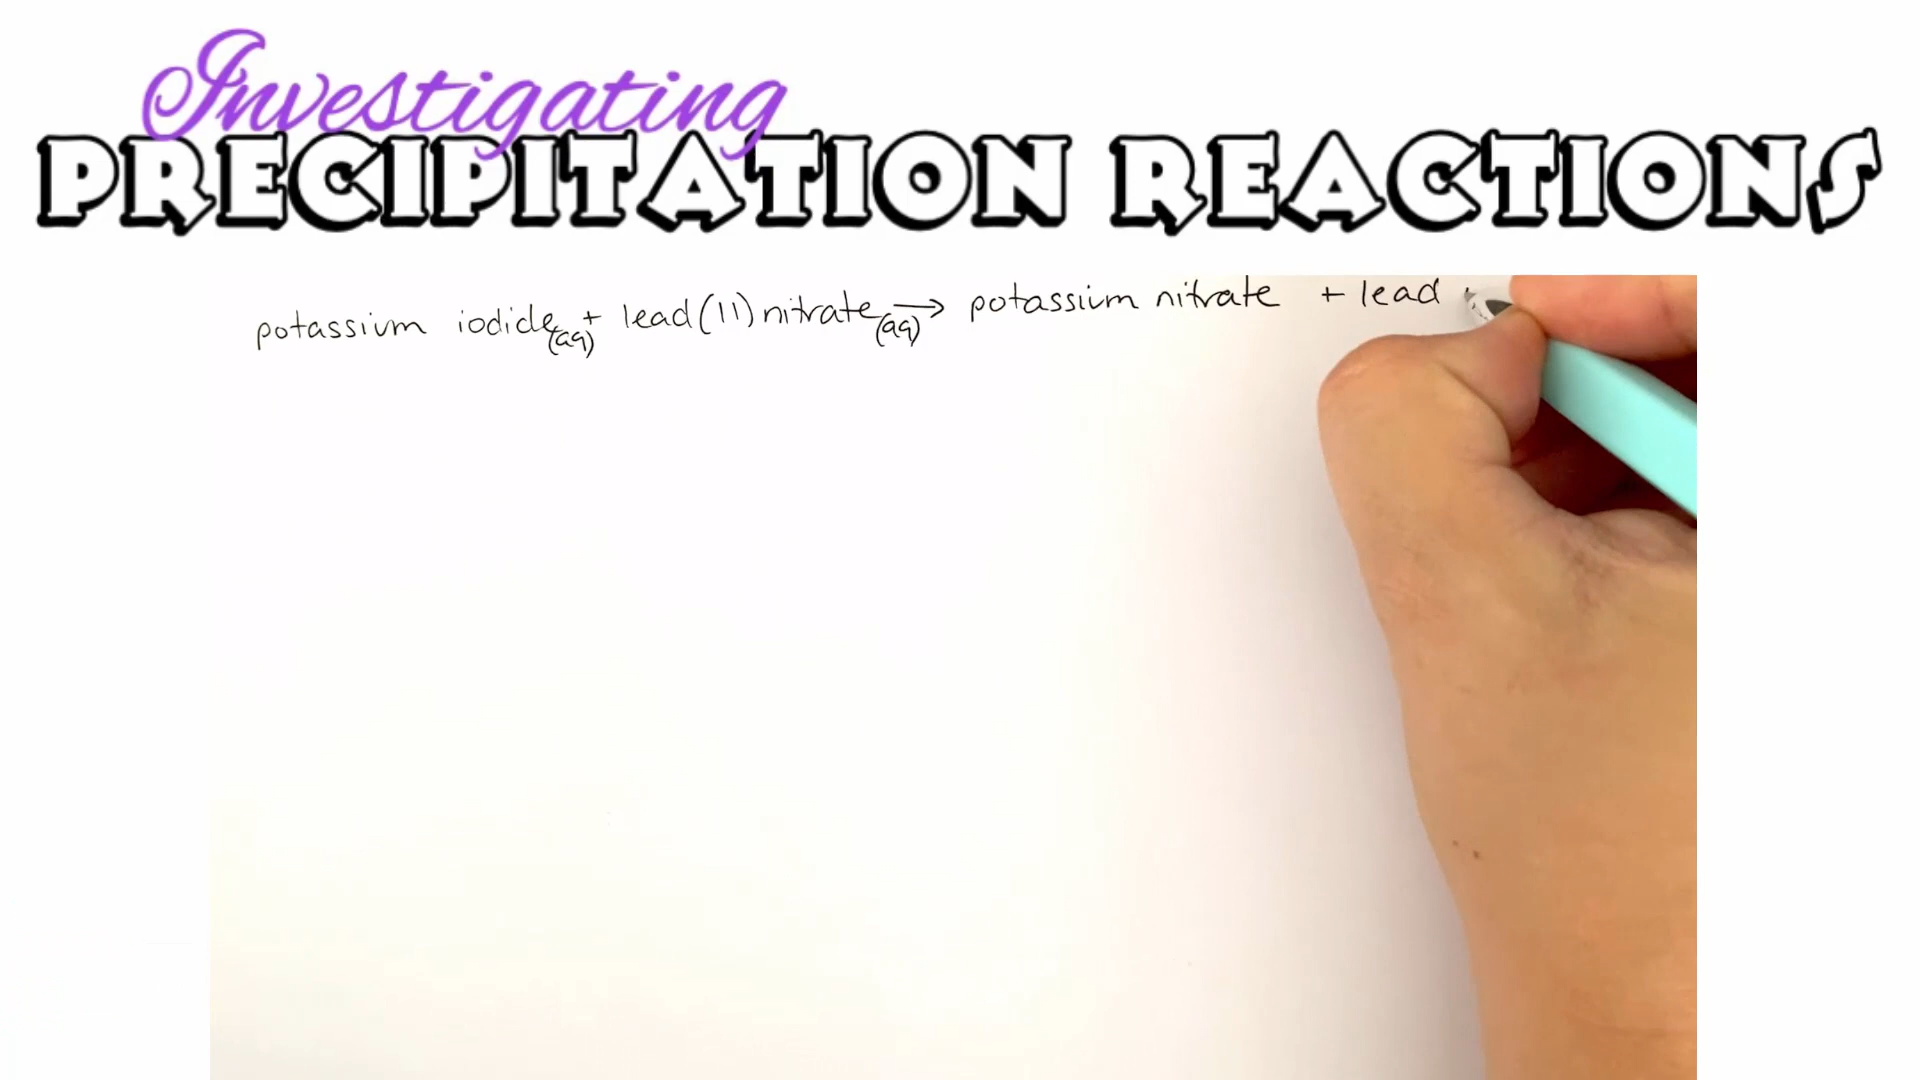 Investigating
PRECIPITATION REACTIONS
potassium iodide(aq) + lead(II) nitrate(aq) → potassium nitrate + lead